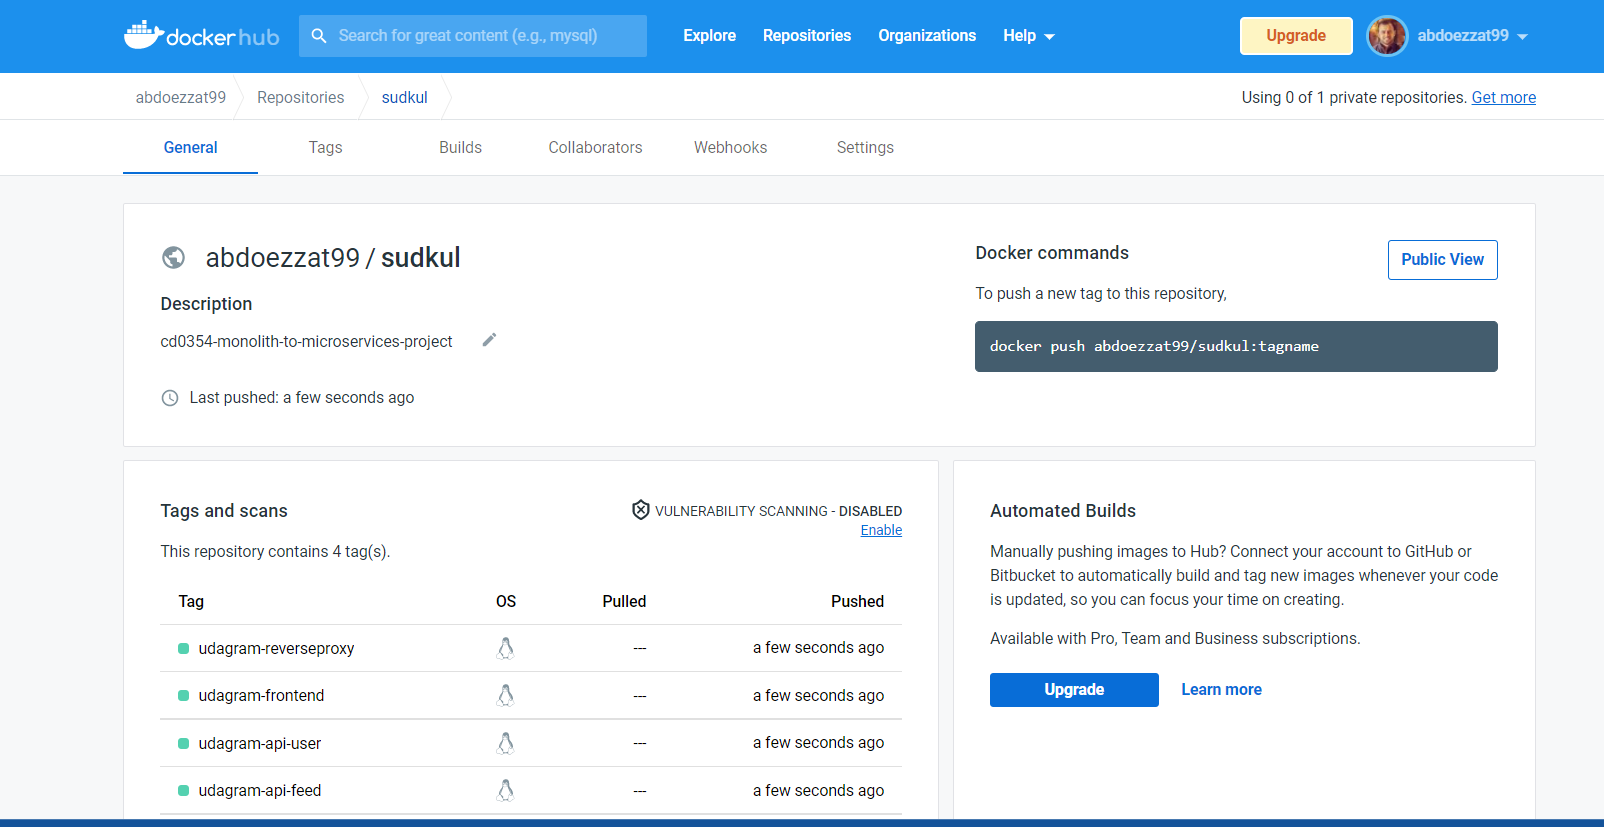 docker hub
Search for great content (e.g., mysql)
Explore
Repositories
Organizations
Help
Upgrade
abdoezzat99
abdoezzat99
Repositories
sudkul
Using 0 of 1 private repositories. Get more
General
Tags
Builds
Collaborators
Webhooks
Settings
abdoezzat99 / sudkul
Description
cd0354-monolith-to-microservices-project
Last pushed: a few seconds ago
Docker commands
Public View
To push a new tag to this repository,
docker push abdoezzat99/sudkul:tagname
Tags and scans
VULNERABILITY SCANNING - DISABLED
Enable
This repository contains 4 tag(s).
Tag OS Pulled Pushed
udagram-reverseproxy --- a few seconds ago
udagram-frontend --- a few seconds ago
udagram-api-user --- a few seconds ago
udagram-api-feed --- a few seconds ago
Automated Builds
Manually pushing images to Hub? Connect your account to GitHub or
Bitbucket to automatically build and tag new images whenever your code
is updated, so you can focus your time on creating.
Available with Pro, Team and Business subscriptions.
Upgrade
Learn more